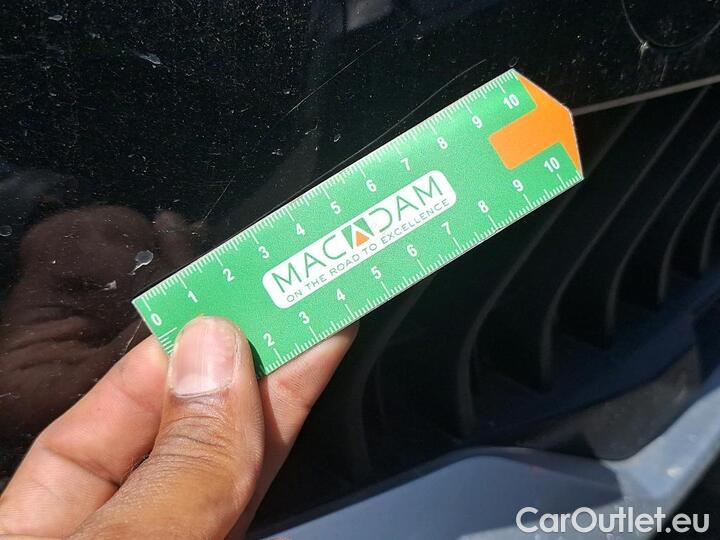 0 1 2 3 4 5 6 7 8 9 10
MACADAM
ON THE ROAD TO EXCELLENCE
2 3 4 5 6 7 8 9 10
CarOutlet.eu